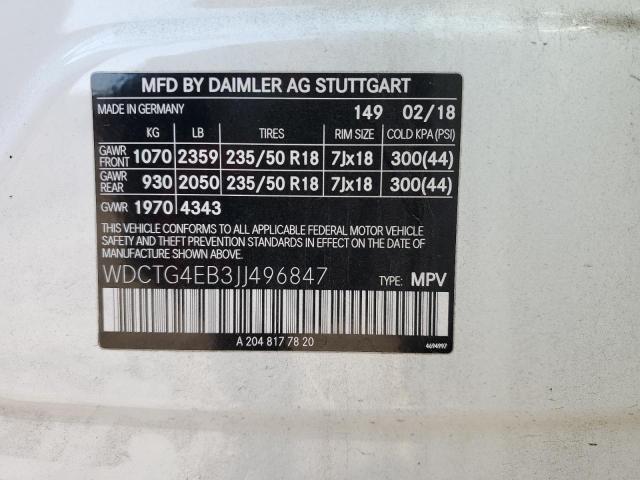 MFD BY DAIMLER AG STUTTGART
MADE IN GERMANY 149 02/18
KG LB TIRES RIM SIZE COLD KPA (PSI)
GAWR FRONT 1070 2359 235/50 R18 7Jx18 300(44)
GAWR REAR 930 2050 235/50 R18 7Jx18 300(44)
GVWR 1970 4343
THIS VEHICLE CONFORMS TO ALL APPLICABLE FEDERAL MOTOR VEHICLE
SAFETY AND THEFT PREVENTION STANDARDS IN EFFECT ON THE DATE
OF MANUFACTURE SHOWN ABOVE.
WDCTG4EB3JJ496847 TYPE: MPV
A 204 817 78 20 4694997